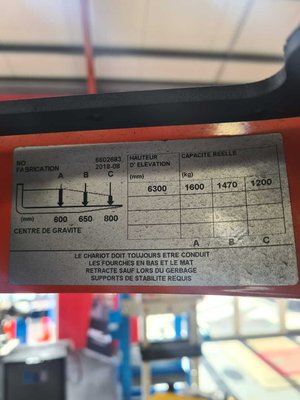 NO
FABRICATION
6602693
2018-08
A B C
(mm) 600 650 800
CENTRE DE GRAVITE
HAUTEUR
D' ELEVATION
(mm)
6300
CAPACITE REELLE
(kg)
1600 1470 1200
A B C
LE CHARIOT DOIT TOUJOURS ETRE CONDUIT
LES FOURCHES EN BAS ET LE MAT
RETRACTE SAUF LORS DU GERBAGE
SUPPORTS DE STABILITE REQUIS